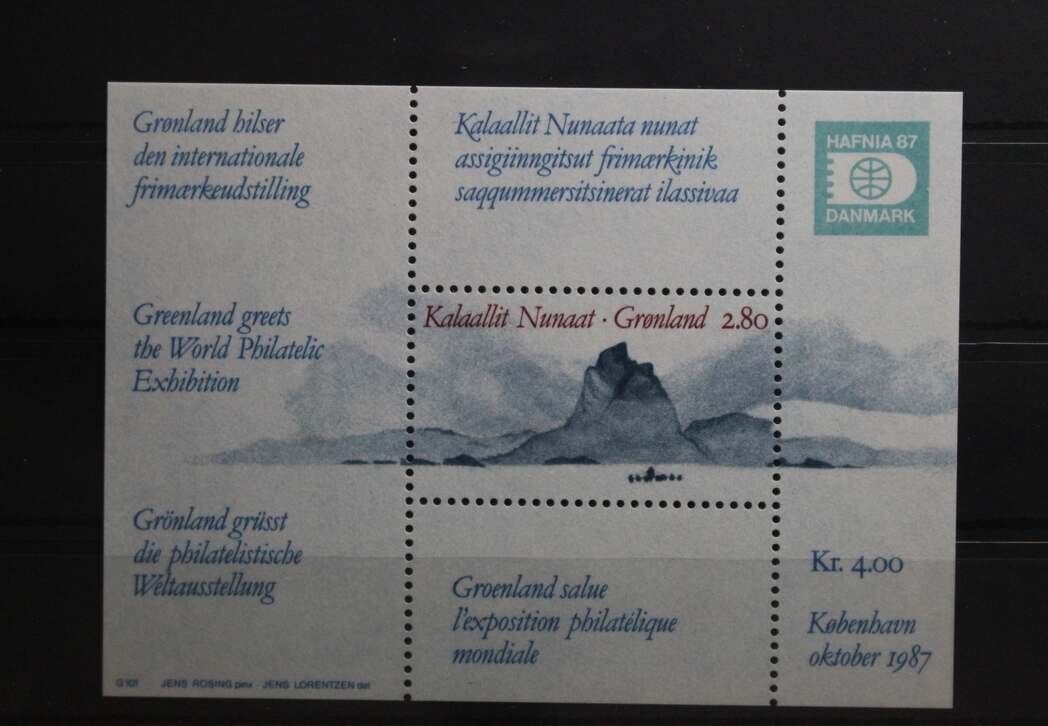 Grønland hilser
den internationale
frimærkeudstilling
Kalaallit Nunaata nunat
assigiinngitsut frimærkinik
saqqummersitsinerat ilassivaa
HAFNIA 87
DANMARK
Kalaallit Nunaat · Grønland 2.80
Greenland greets
the World Philatelic
Exhibition
Grönland grüsst
die philatelistische
Weltausstellung
Groenland salue
l'exposition philatélique
mondiale
Kr. 4.00
København
oktober 1987
G101 JENS ROSING pinx · JENS LORENTZEN del